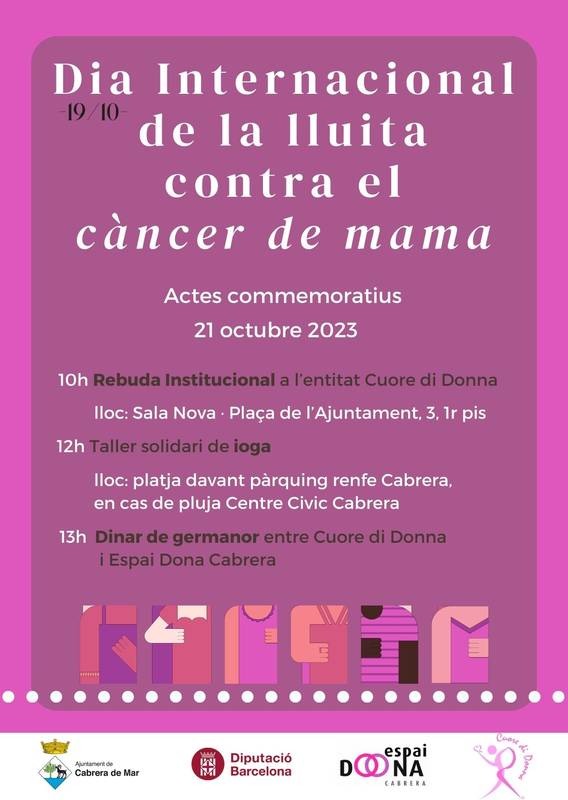 Dia Internacional
-19/10-
de la lluita
contra el
càncer de mama
Actes commemoratius
21 octubre 2023
10h Rebuda Institucional a l'entitat Cuore di Donna
lloc: Sala Nova · Plaça de l'Ajuntament, 3, 1r pis
12h Taller solidari de ioga
lloc: platja davant pàrquing renfe Cabrera,
en cas de pluja Centre Civic Cabrera
13h Dinar de germanor entre Cuore di Donna
i Espai Dona Cabrera
Ajuntament de
Cabrera de Mar
Diputació
Barcelona
espai
DOONA
CABRERA
Cuore di Donna